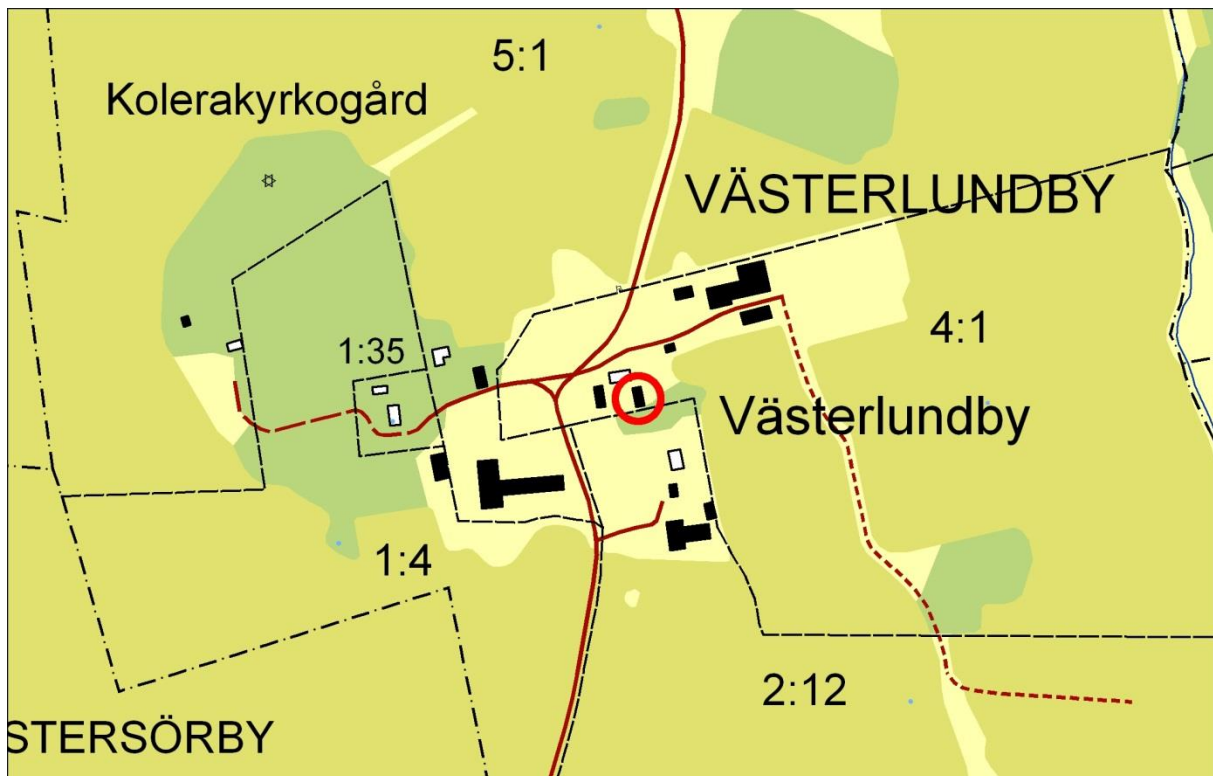 5:1
Kolerakyrkogård
VÄSTERLUNDBY
1:35
4:1
Västerlundby
1:4
2:12
STERSÖRBY